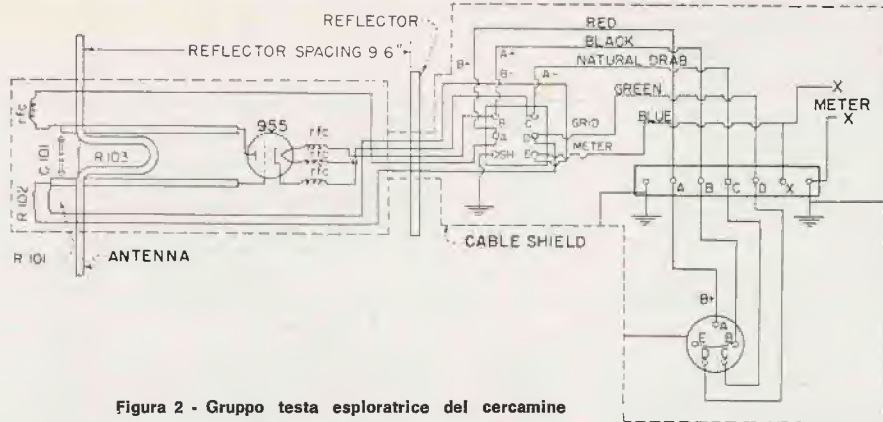 REFLECTOR
REFLECTOR SPACING 9 6"
RED
BLACK
NATURAL DRAB
GREEN
BLUE
B+
A+
B-
A-
GRID
METER
X
METER
X
rfc
955
rfc
rfc
rfc
C 101
R 103
R 102
R 101
ANTENNA
B
C
A
D
SH
E
A
B
C
D
X
CABLE SHIELD
B+
A
E
B
D
C
Figura 2 - Gruppo testa esploratrice del cercamine